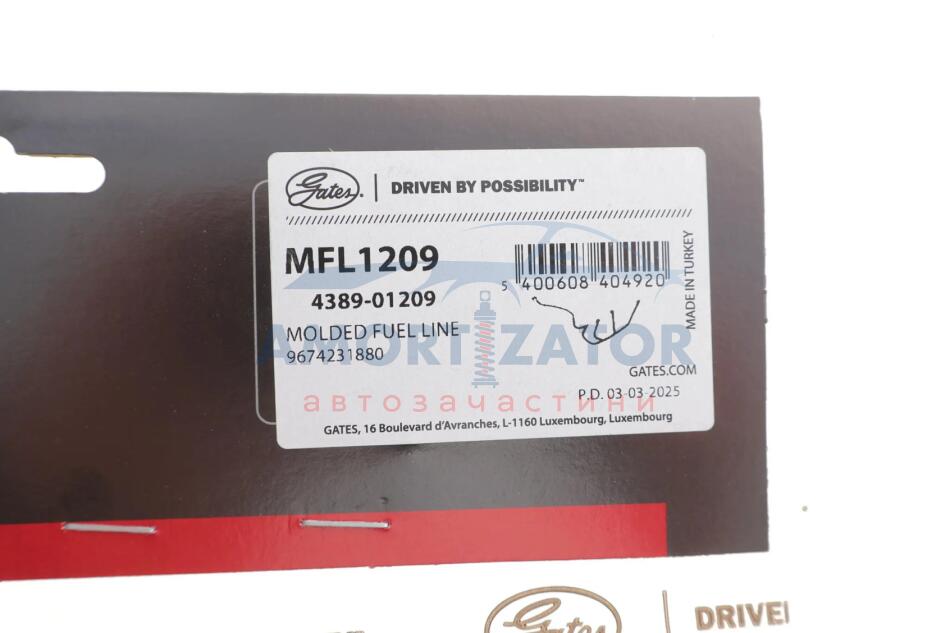 Gates. | DRIVEN BY POSSIBILITY™
MFL1209
4389-01209
MOLDED FUEL LINE
9674231880
5 400608 404920
MADE IN TURKEY
GATES.COM
P.D. 03-03-2025
GATES, 16 Boulevard d'Avranches, L-1160 Luxembourg, Luxembourg
AMORTIZATOR
автозачастини
Gates | DRIVE